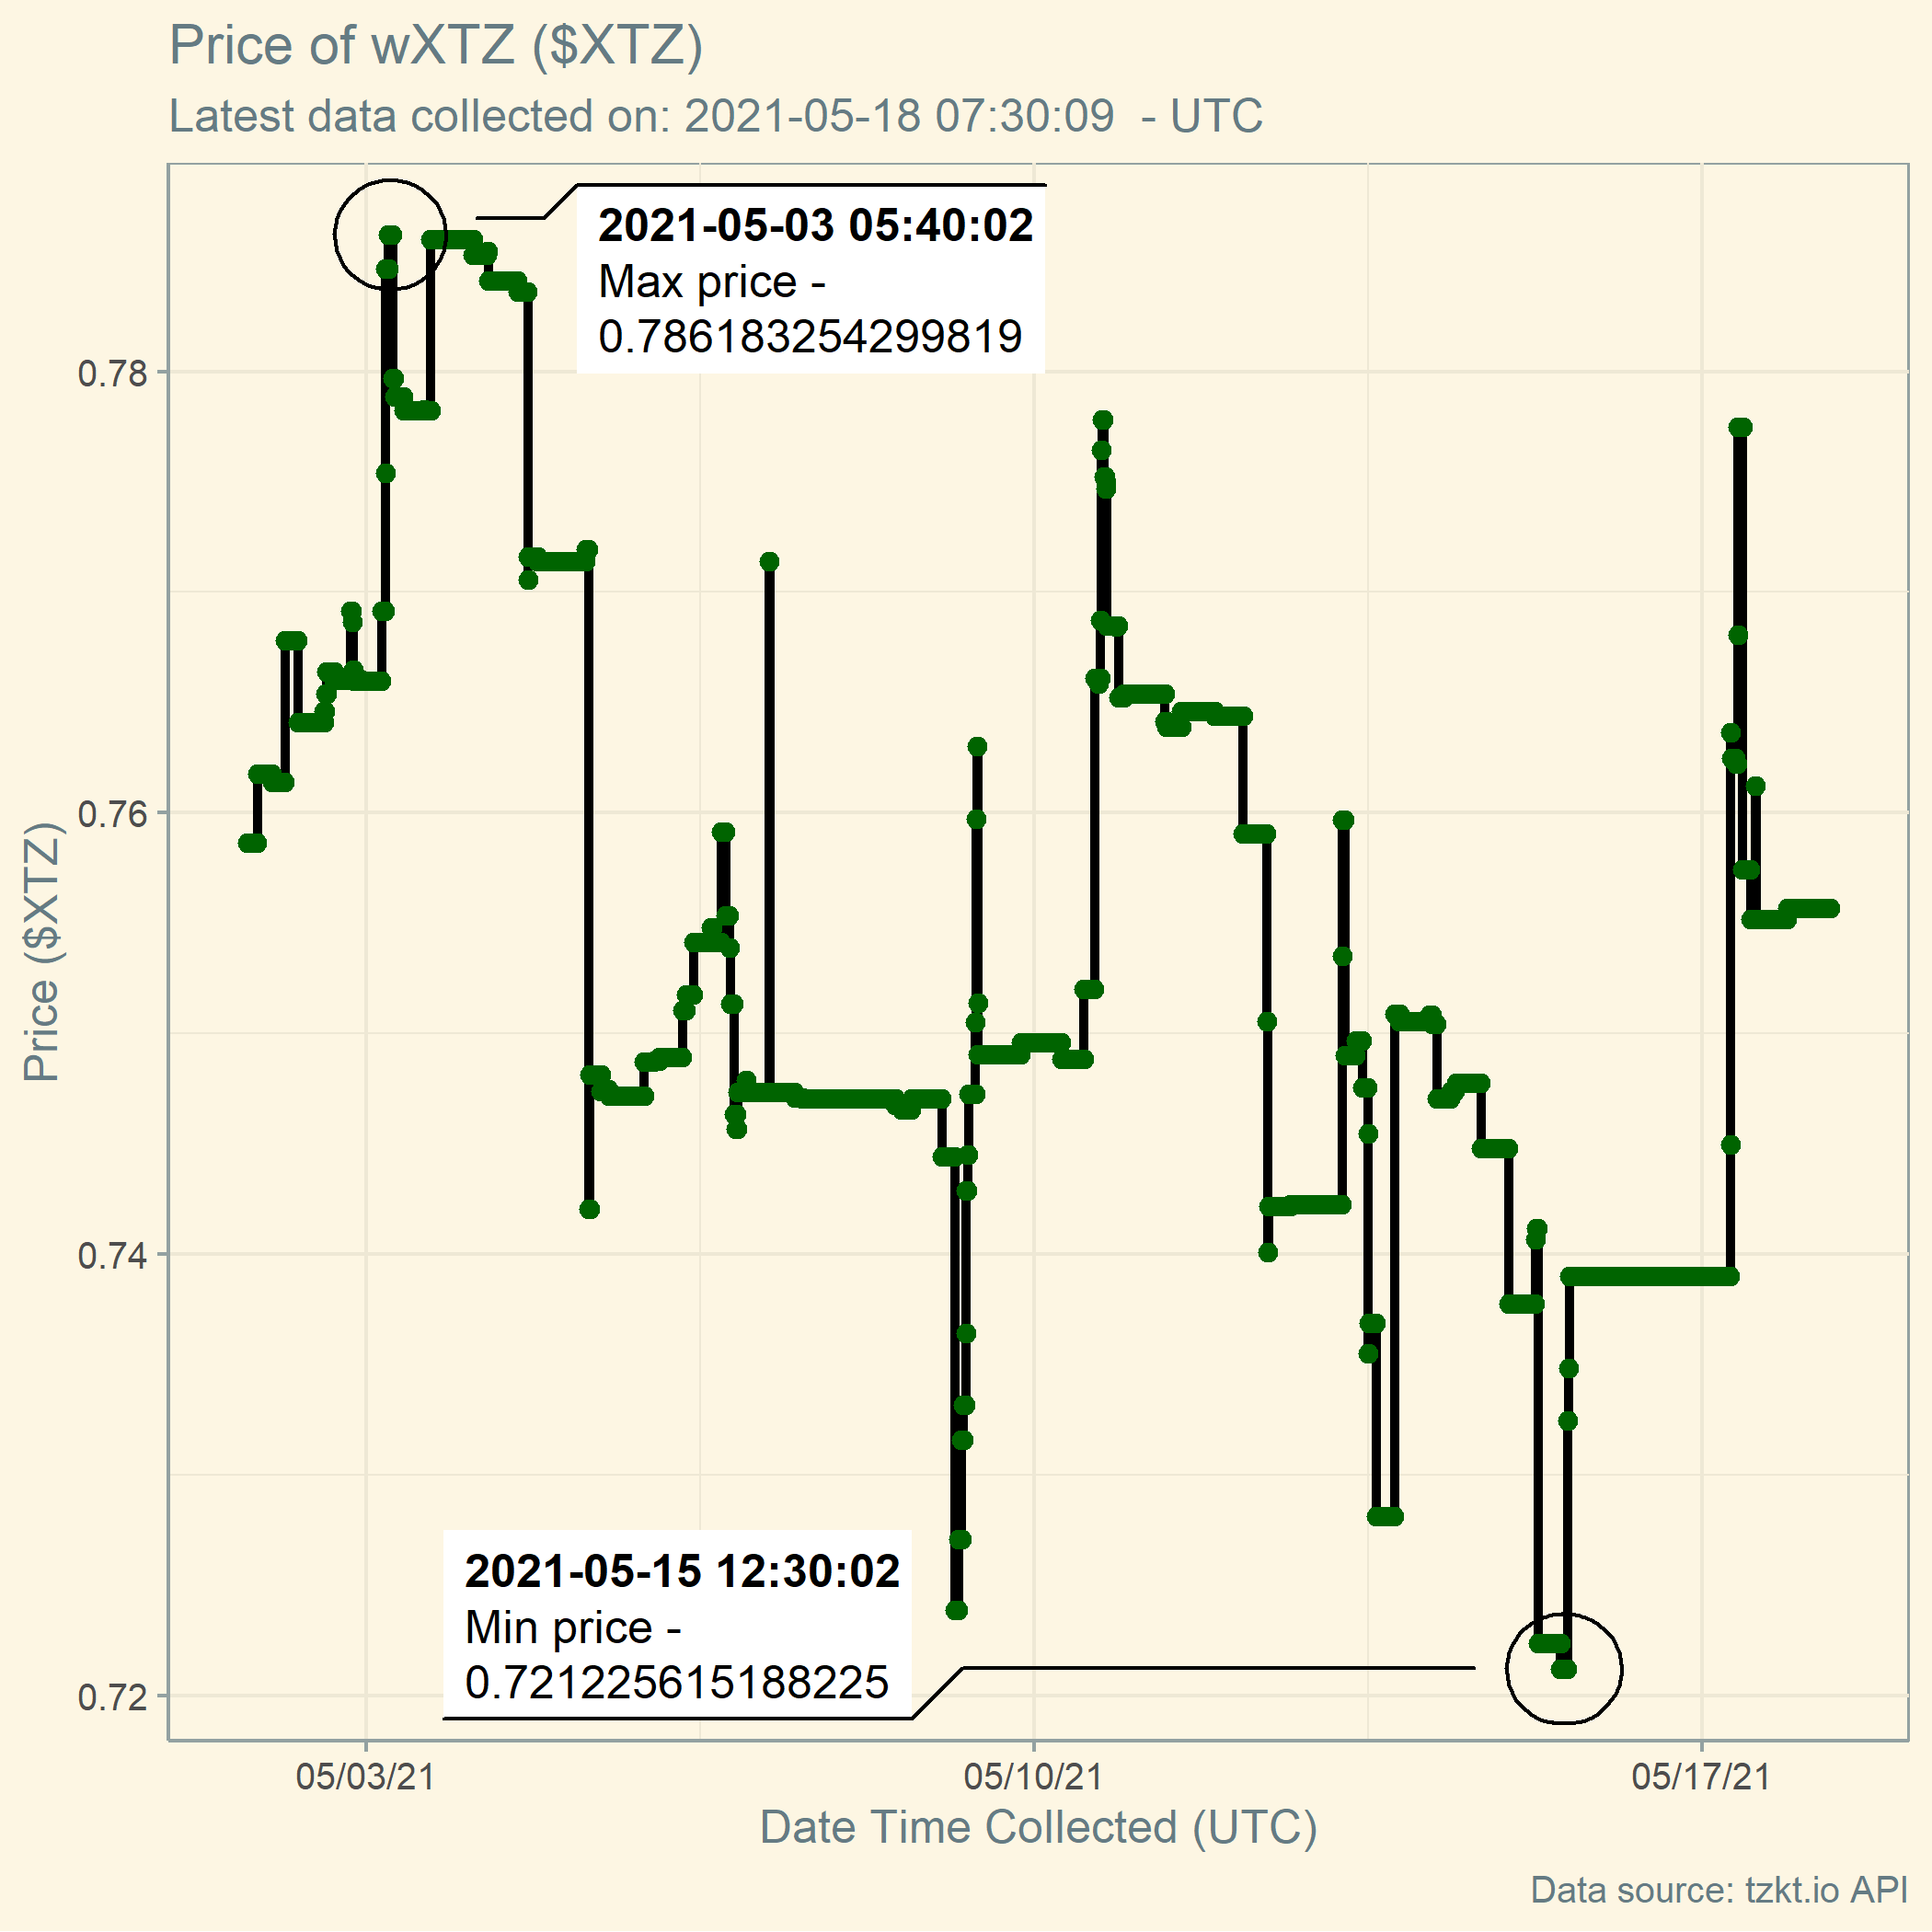 Price of wXTZ ($XTZ)
Latest data collected on: 2021-05-18 07:30:09  - UTC
2021-05-03 05:40:02
Max price -
0.786183254299819
0.78
0.76
Price ($XTZ)
0.74
2021-05-15 12:30:02
Min price -
0.721225615188225
0.72
05/03/21
05/10/21
05/17/21
Date Time Collected (UTC)
Data source: tzkt.io API